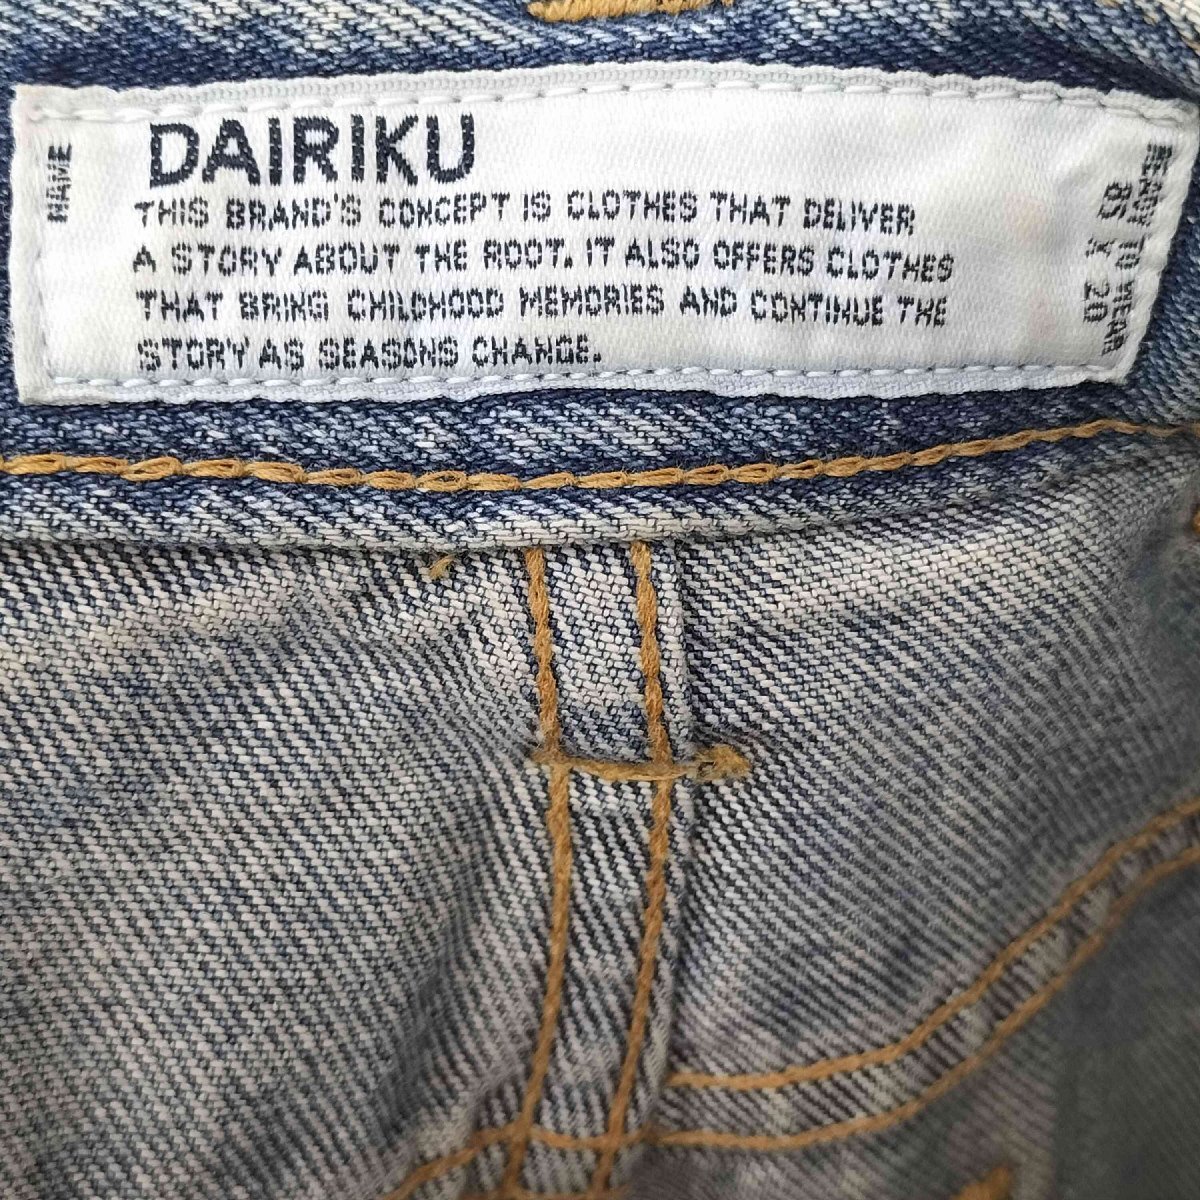 NAME
DAIRIKU
THIS BRAND'S CONCEPT IS CLOTHES THAT DELIVER
A STORY ABOUT THE ROOT. IT ALSO OFFERS CLOTHES
THAT BRING CHILDHOOD MEMORIES AND CONTINUE THE
STORY AS SEASONS CHANGE.
READY TO WEAR
85 X 20